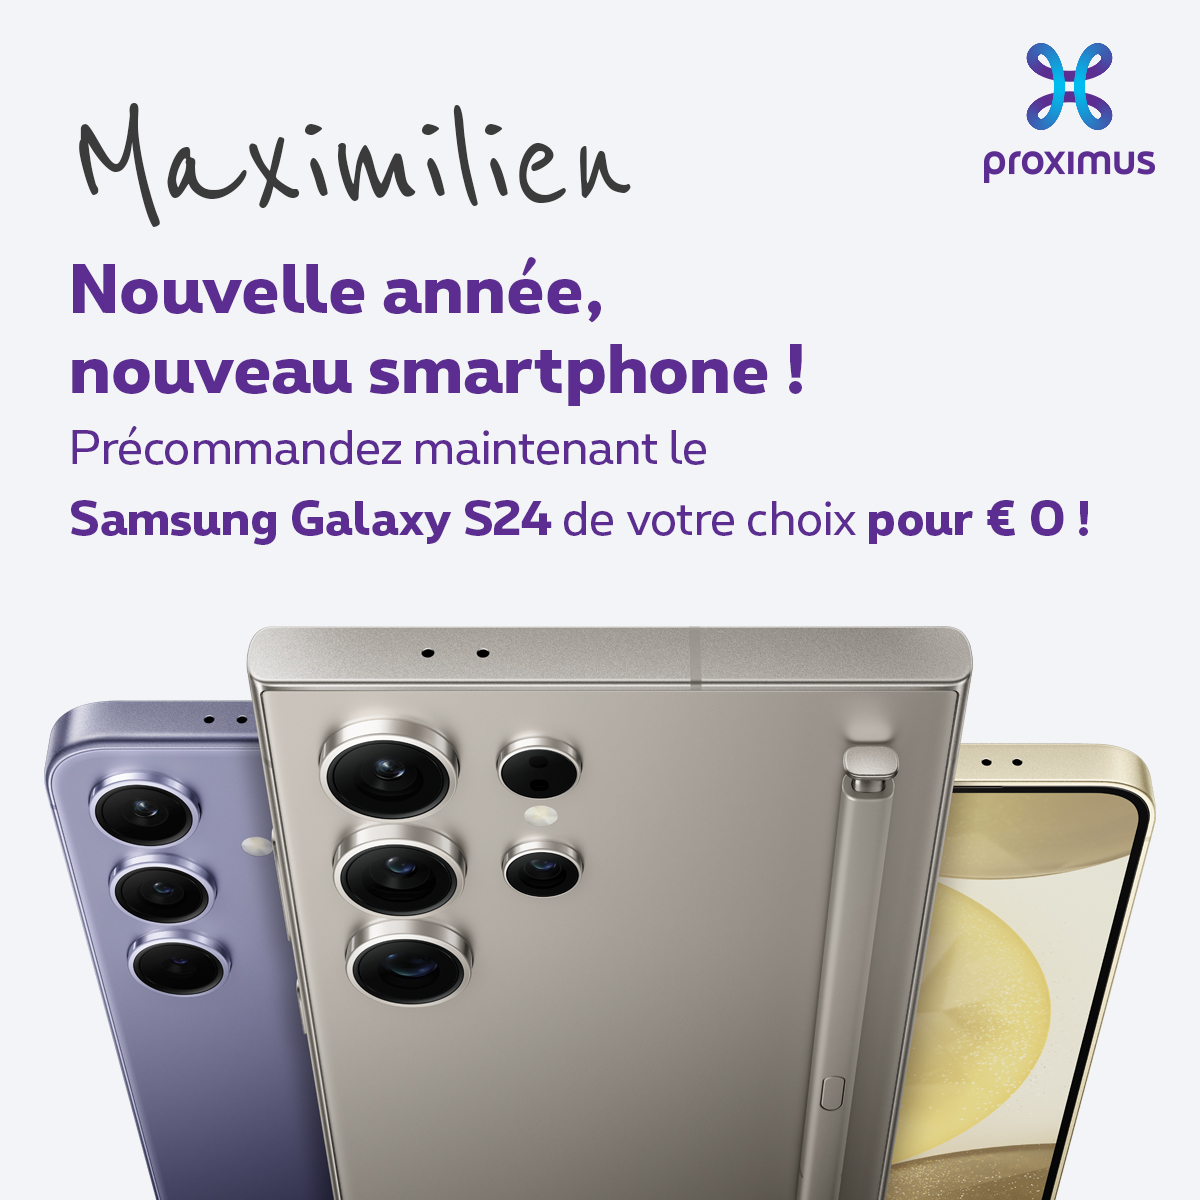 Maximilien
proximus
Nouvelle année,
nouveau smartphone !
Précommandez maintenant le
Samsung Galaxy S24 de votre choix pour € 0 !